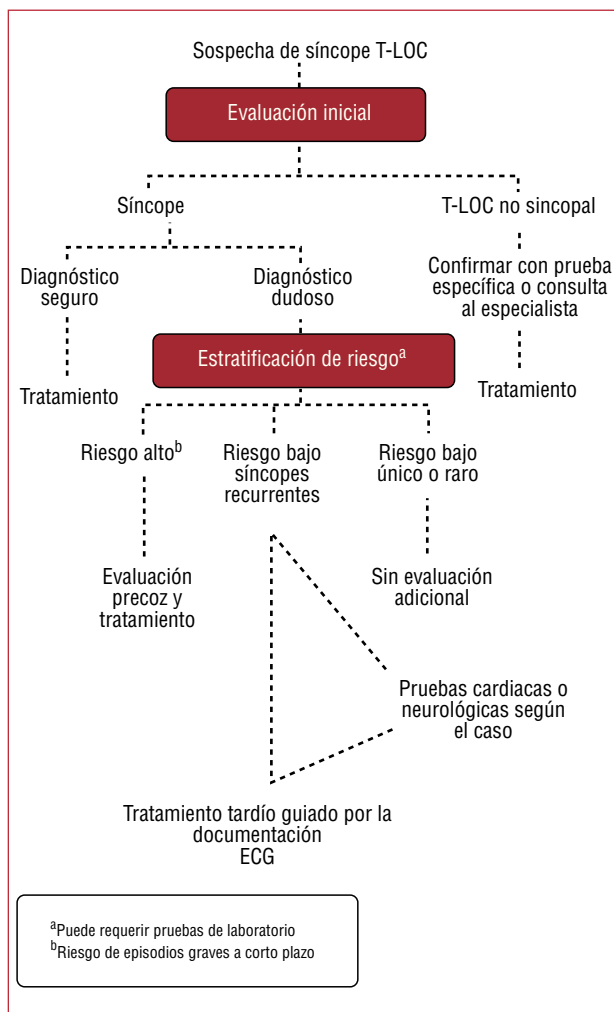 Sospecha de síncope T-LOC
Evaluación inicial
Síncope
T-LOC no sincopal
Diagnóstico
seguro
Diagnóstico
dudoso
Confirmar con prueba
específica o consulta
al especialista
Tratamiento
Estratificación de riesgoa
Tratamiento
Riesgo altob
Riesgo bajo
síncopes
recurrentes
Riesgo bajo
único o raro
Evaluación
precoz y
tratamiento
Sin evaluación
adicional
Pruebas cardiacas o
neurológicas según
el caso
Tratamiento tardío guiado por la
documentación
ECG
aPuede requerir pruebas de laboratorio
bRiesgo de episodios graves a corto plazo